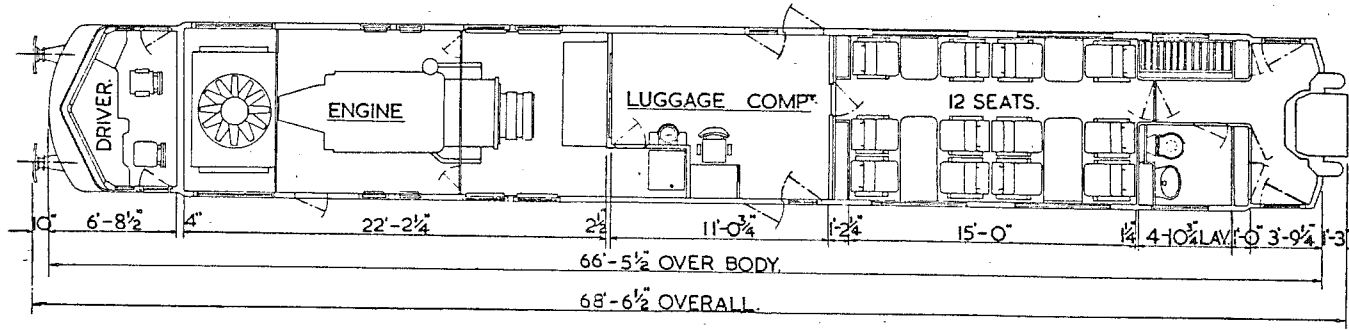 DRIVER.
ENGINE
LUGGAGE COMPT.
12 SEATS.
10" 6'-8½" 4" 22'-2¼" 2½" 11'-0¾" 1'-2¼" 15'-0" 1¼" 4'-10¾" LAV. 1'-0" 3'-9¼" 1'-3"
66'-5½" OVER BODY.
68'-6½" OVERALL.